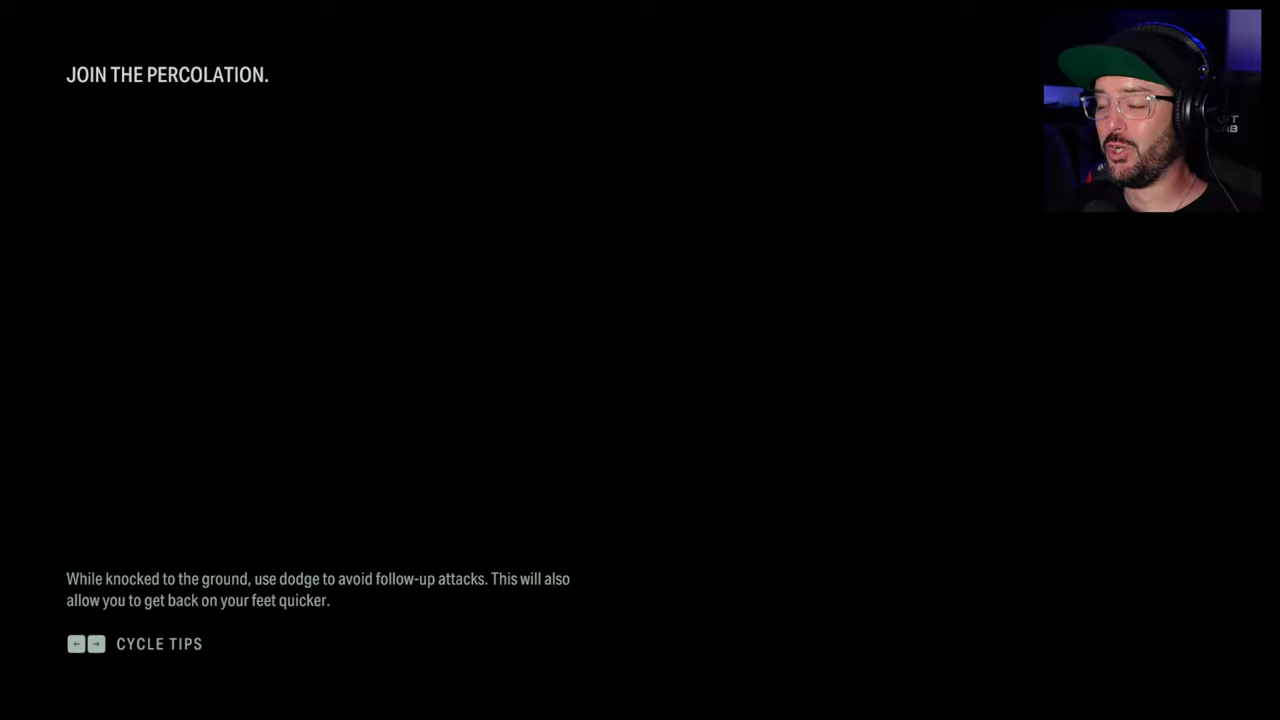 JOIN THE PERCOLATION.
While knocked to the ground, use dodge to avoid follow-up attacks. This will also
allow you to get back on your feet quicker.
CYCLE TIPS